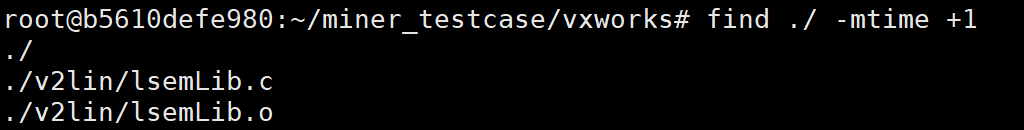 root@b5610defe980:~/miner_testcase/vxworks# find ./ -mtime +1
./
./v2lin/lsemLib.c
./v2lin/lsemLib.o